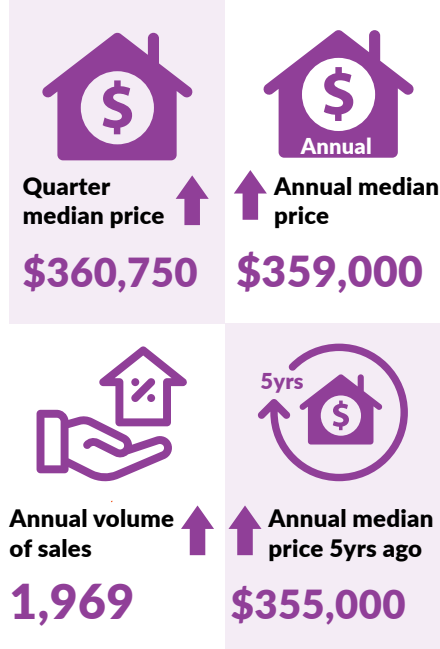 $
$
Annual
Quarter
median price
$360,750
Annual median
price
$359,000
%
Annual volume
of sales
1,969
5yrs
$
Annual median
price 5yrs ago
$355,000